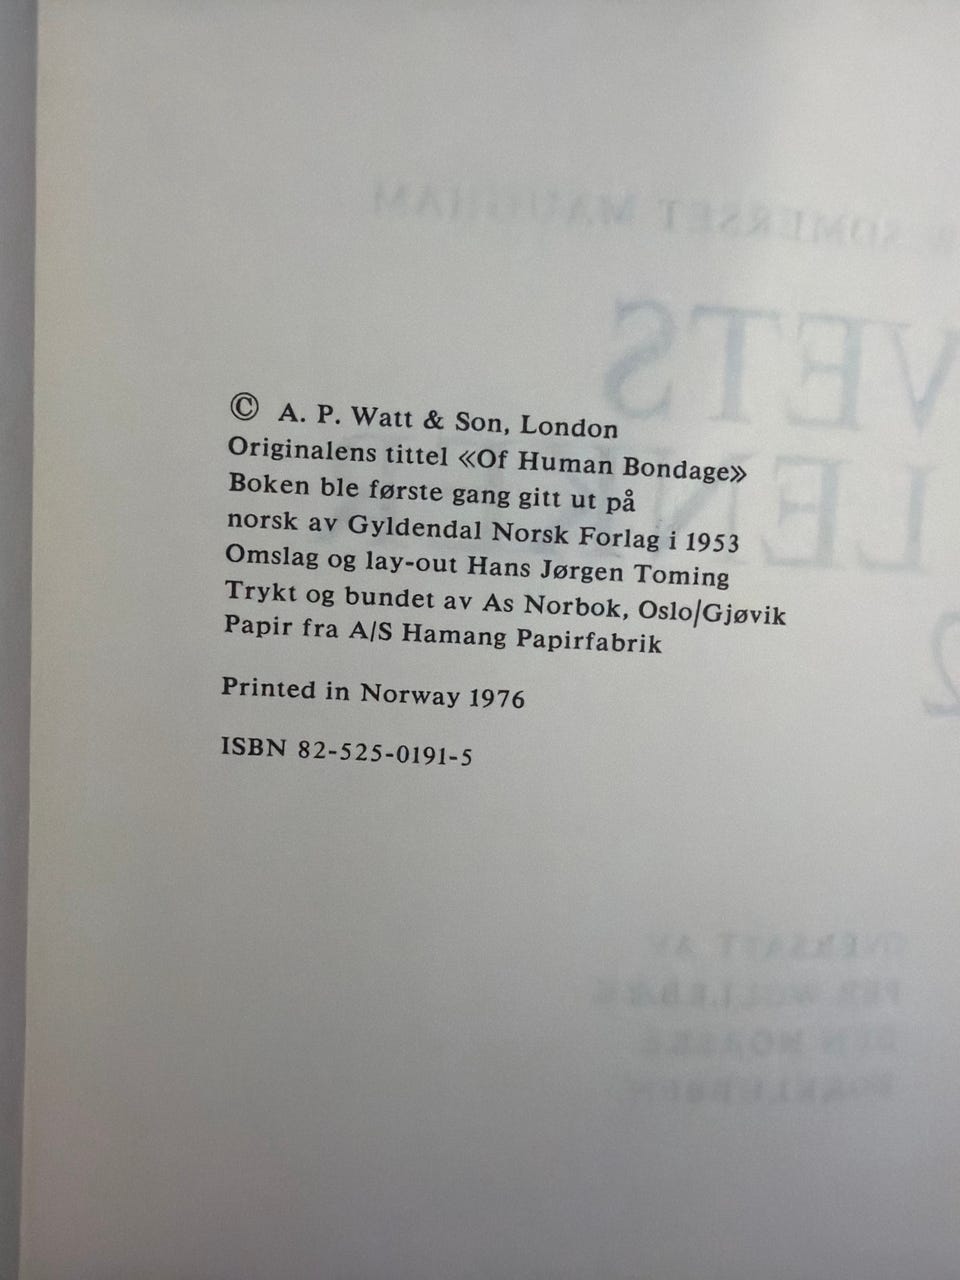 © A. P. Watt & Son, London
Originalens tittel «Of Human Bondage»
Boken ble første gang gitt ut på
norsk av Gyldendal Norsk Forlag i 1953
Omslag og lay-out Hans Jørgen Toming
Trykt og bundet av As Norbok, Oslo/Gjøvik
Papir fra A/S Hamang Papirfabrik
Printed in Norway 1976
ISBN 82-525-0191-5